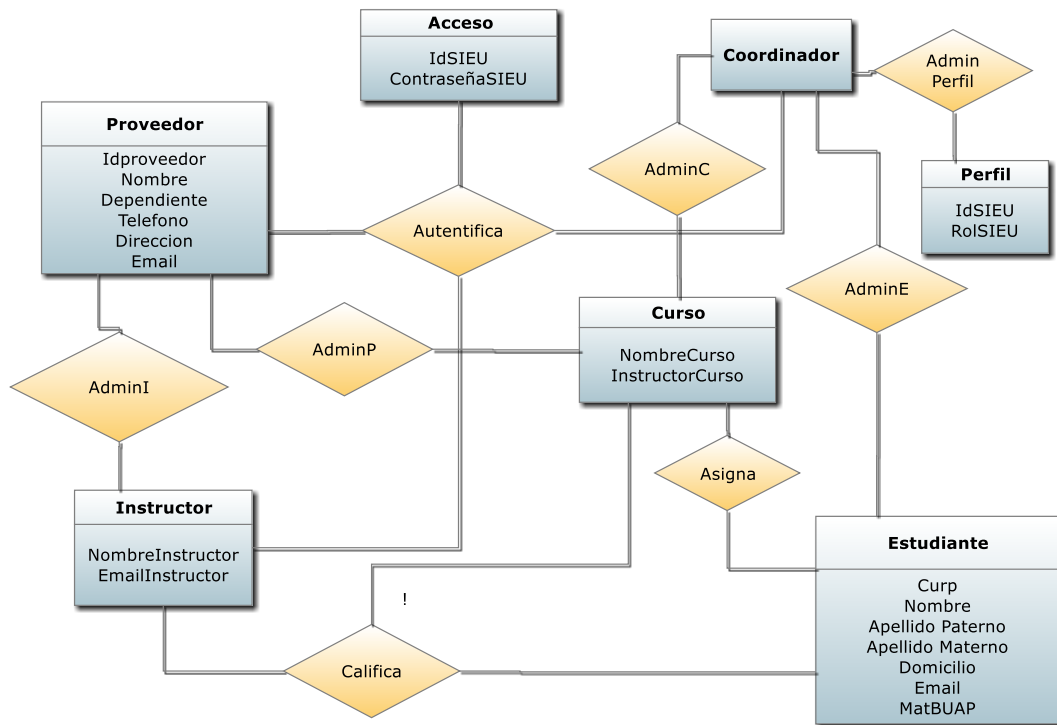 Acceso
IdSIEU
ContraseñaSIEU
Coordinador
Admin
Perfil
Proveedor
Idproveedor
Nombre
Dependiente
Telefono
Direccion
Email
AdminC
Perfil
IdSIEU
RolSIEU
Autentifica
AdminE
AdminP
Curso
NombreCurso
InstructorCurso
AdminI
Asigna
Instructor
NombreInstructor
EmailInstructor
Estudiante
Curp
Nombre
Apellido Paterno
Apellido Materno
Domicilio
Email
MatBUAP
!
Califica